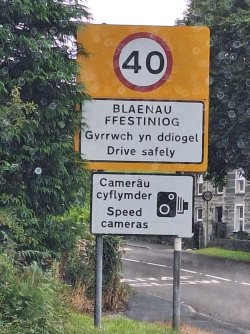 40
BLAENAU
FFESTINIOG
Gyrrwch yn ddiogel
Drive safely
Camerâu
cyflymder
Speed
cameras